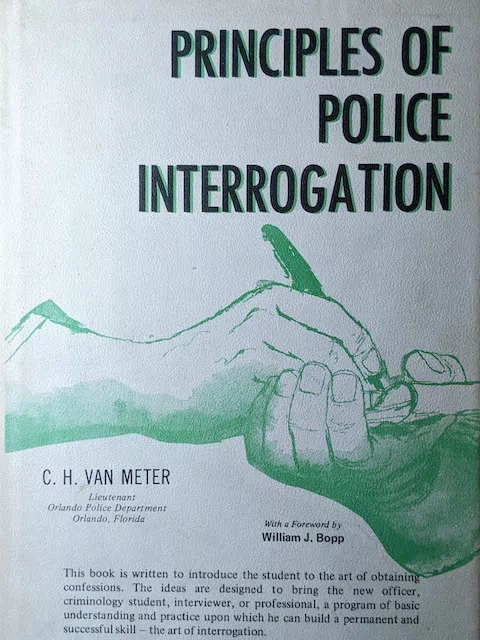 PRINCIPLES OF
POLICE
INTERROGATION
C. H. VAN METER
Lieutenant
Orlando Police Department
Orlando, Florida
With a Foreword by
William J. Bopp
This book is written to introduce the student to the art of obtaining
confessions. The ideas are designed to bring the new officer,
criminology student, interviewer, or professional, a program of basic
understanding and practice upon which he can build a permanent and
successful skill – the art of interrogation.